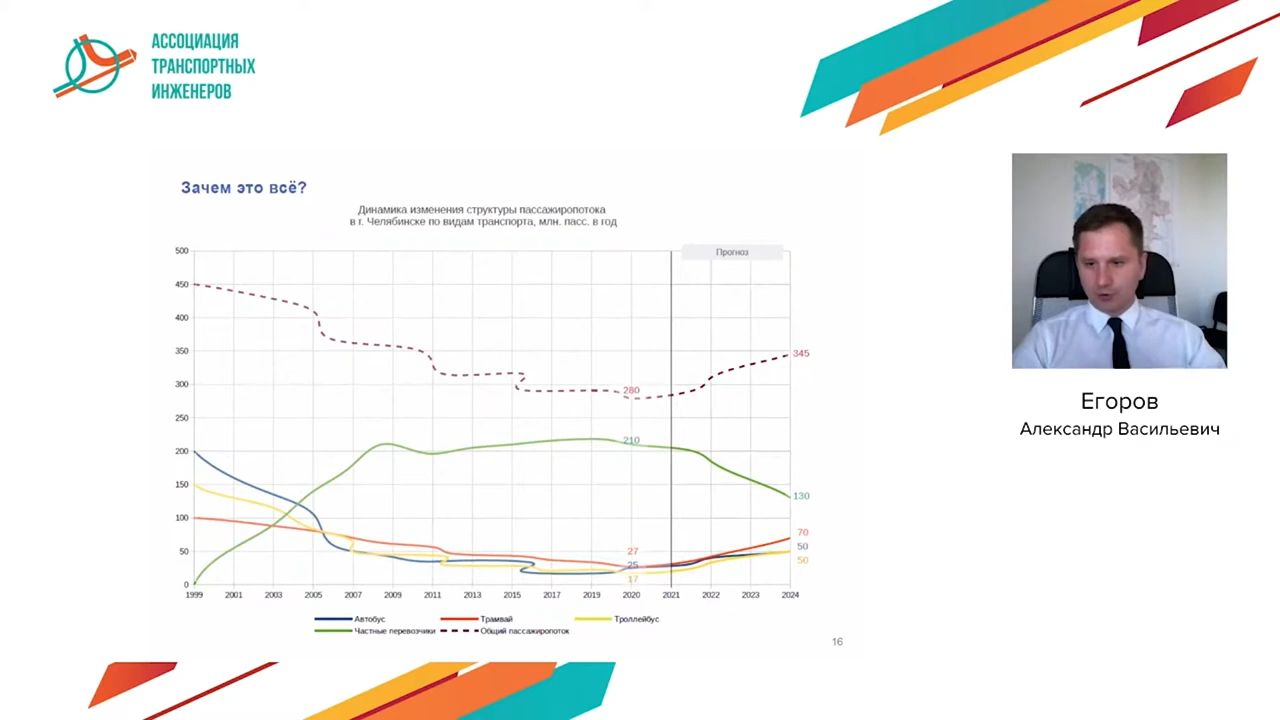 АССОЦИАЦИЯ
ТРАНСПОРТНЫХ
ИНЖЕНЕРОВ
Зачем это всё?
Динамика изменения структуры пассажиропотока
в г. Челябинске по видам транспорта, млн. пасс. в год
Прогноз
500
450
400
350
300
250
200
150
100
50
0
345
280
210
130
70
50
50
27
25
17
1999 2001 2003 2005 2007 2009 2011 2013 2015 2017 2019 2020 2021 2022 2023 2024
Автобус Трамвай Троллейбус
Частные перевозчики Общий пассажиропоток
16
Егоров
Александр Васильевич